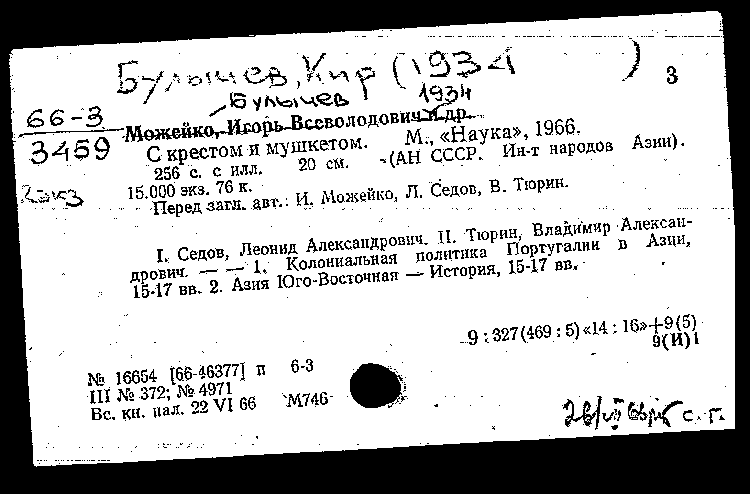 Булычев, Кир (1934 ) 3
Булычев 1934
66-3
3459
2 экз
Можейко, Игорь Всеволодович и др.
С крестом и мушкетом. М., «Наука», 1966.
256 с. с илл. 20 см. -(АН СССР. Ин-т народов Азии).
15.000 экз. 76 к.
Перед загл. авт.: И. Можейко, Л. Седов, В. Тюрин.
I. Седов, Леонид Александрович. II. Тюрин, Владимир Алексан-
дрович. — — 1. Колониальная политика Португалии в Азии,
15-17 вв. 2. Азия Юго-Восточная — История, 15-17 вв.
9 : 327(469 : 5) «14 : 16»+9(5)
9(И)1
№ 16654 [66-46377] п 6-3
III № 372; № 4971
Вс. кн. пал. 22 VI 66 М746
с. г.